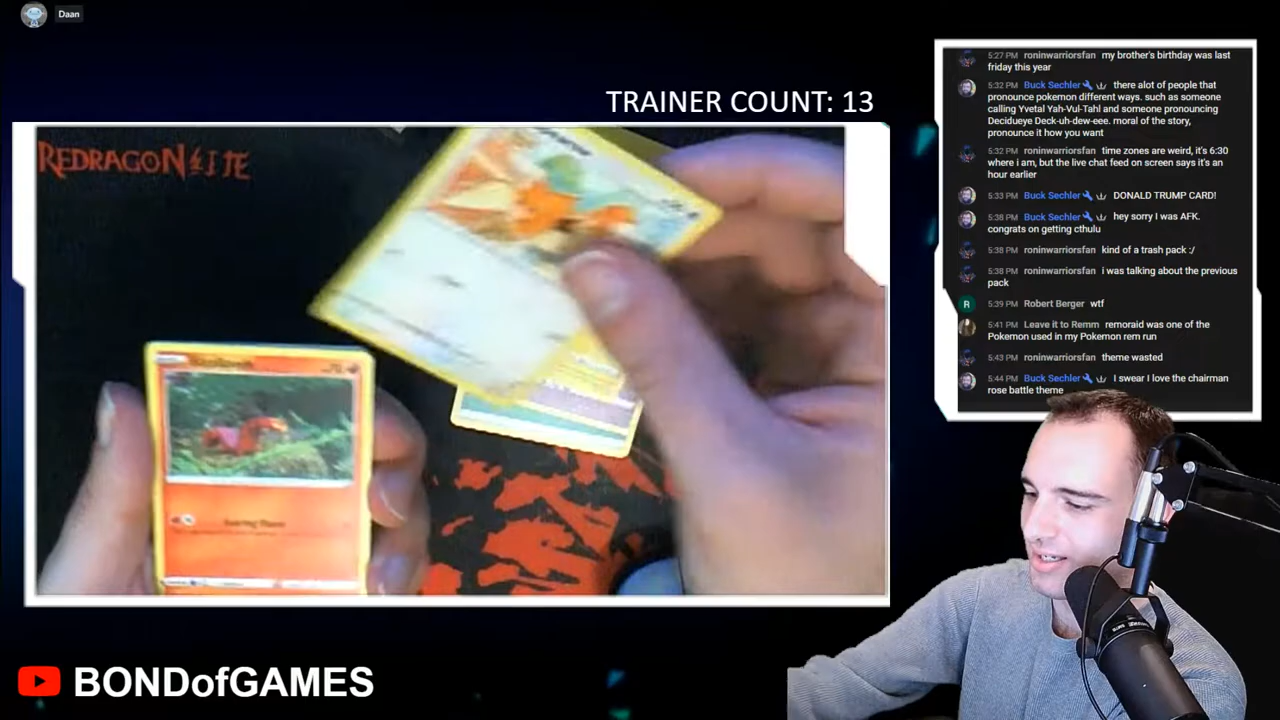 Daan
TRAINER COUNT: 13
REDRAGON
5:27 PM roninwarriorsfan my brother's birthday was last
friday this year
5:32 PM Buck Sechler there alot of people that
pronounce pokemon different ways. such as someone
calling Yvetal Yah-Vul-Tahl and someone pronouncing
Decidueye Deck-uh-dew-eee. moral of the story,
pronounce it how you want
5:32 PM roninwarriorsfan time zones are weird, it's 6:30
where i am, but the live chat feed on screen says it's an
hour earlier
5:33 PM Buck Sechler DONALD TRUMP CARD!
5:38 PM Buck Sechler hey sorry I was AFK.
congrats on getting cthulu
5:38 PM roninwarriorsfan kind of a trash pack :/
5:38 PM roninwarriorsfan i was talking about the previous
pack
R 5:39 PM Robert Berger wtf
5:41 PM Leave it to Remm remoraid was one of the
Pokemon used in my Pokemon rem run
5:43 PM roninwarriorsfan theme wasted
5:44 PM Buck Sechler I swear I love the chairman
rose battle theme
BONDofGAMES